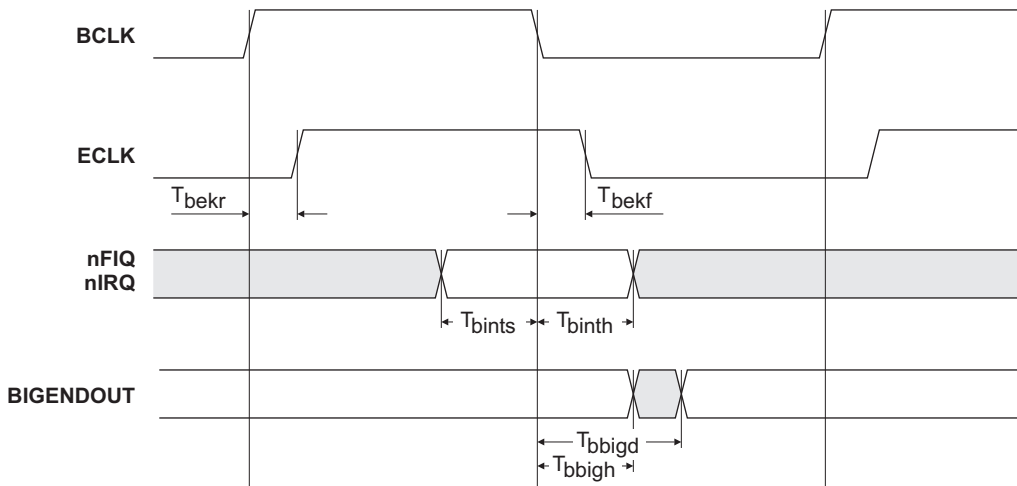 BCLK
ECLK
Tbekr
Tbekf
nFIQ
nIRQ
Tbints
Tbinth
BIGENDOUT
Tbbigd
Tbbigh